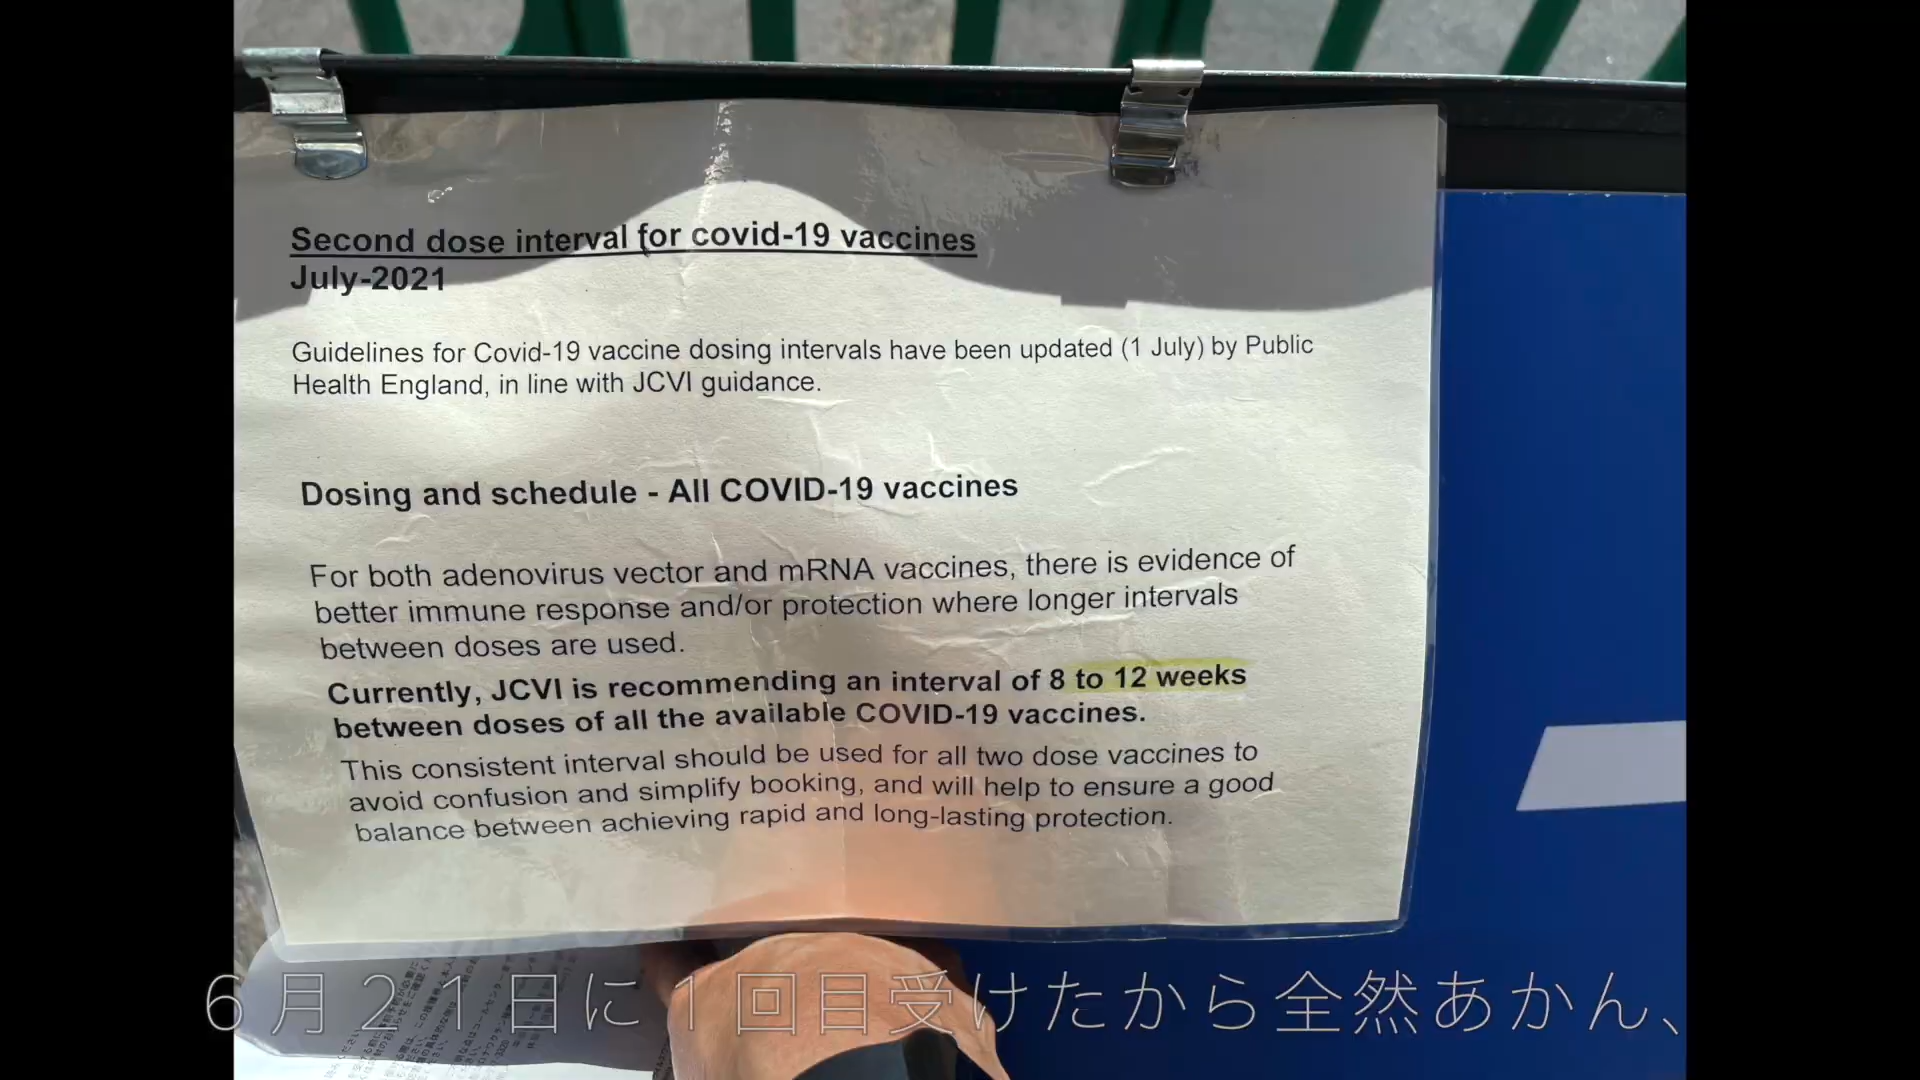 Second dose interval for covid-19 vaccines
July-2021
Guidelines for Covid-19 vaccine dosing intervals have been updated (1 July) by Public
Health England, in line with JCVI guidance.
Dosing and schedule - All COVID-19 vaccines
For both adenovirus vector and mRNA vaccines, there is evidence of
better immune response and/or protection where longer intervals
between doses are used.
Currently, JCVI is recommending an interval of 8 to 12 weeks
between doses of all the available COVID-19 vaccines.
This consistent interval should be used for all two dose vaccines to
avoid confusion and simplify booking, and will help to ensure a good
balance between achieving rapid and long-lasting protection.
６月２１日に１回目受けたから全然あかん、